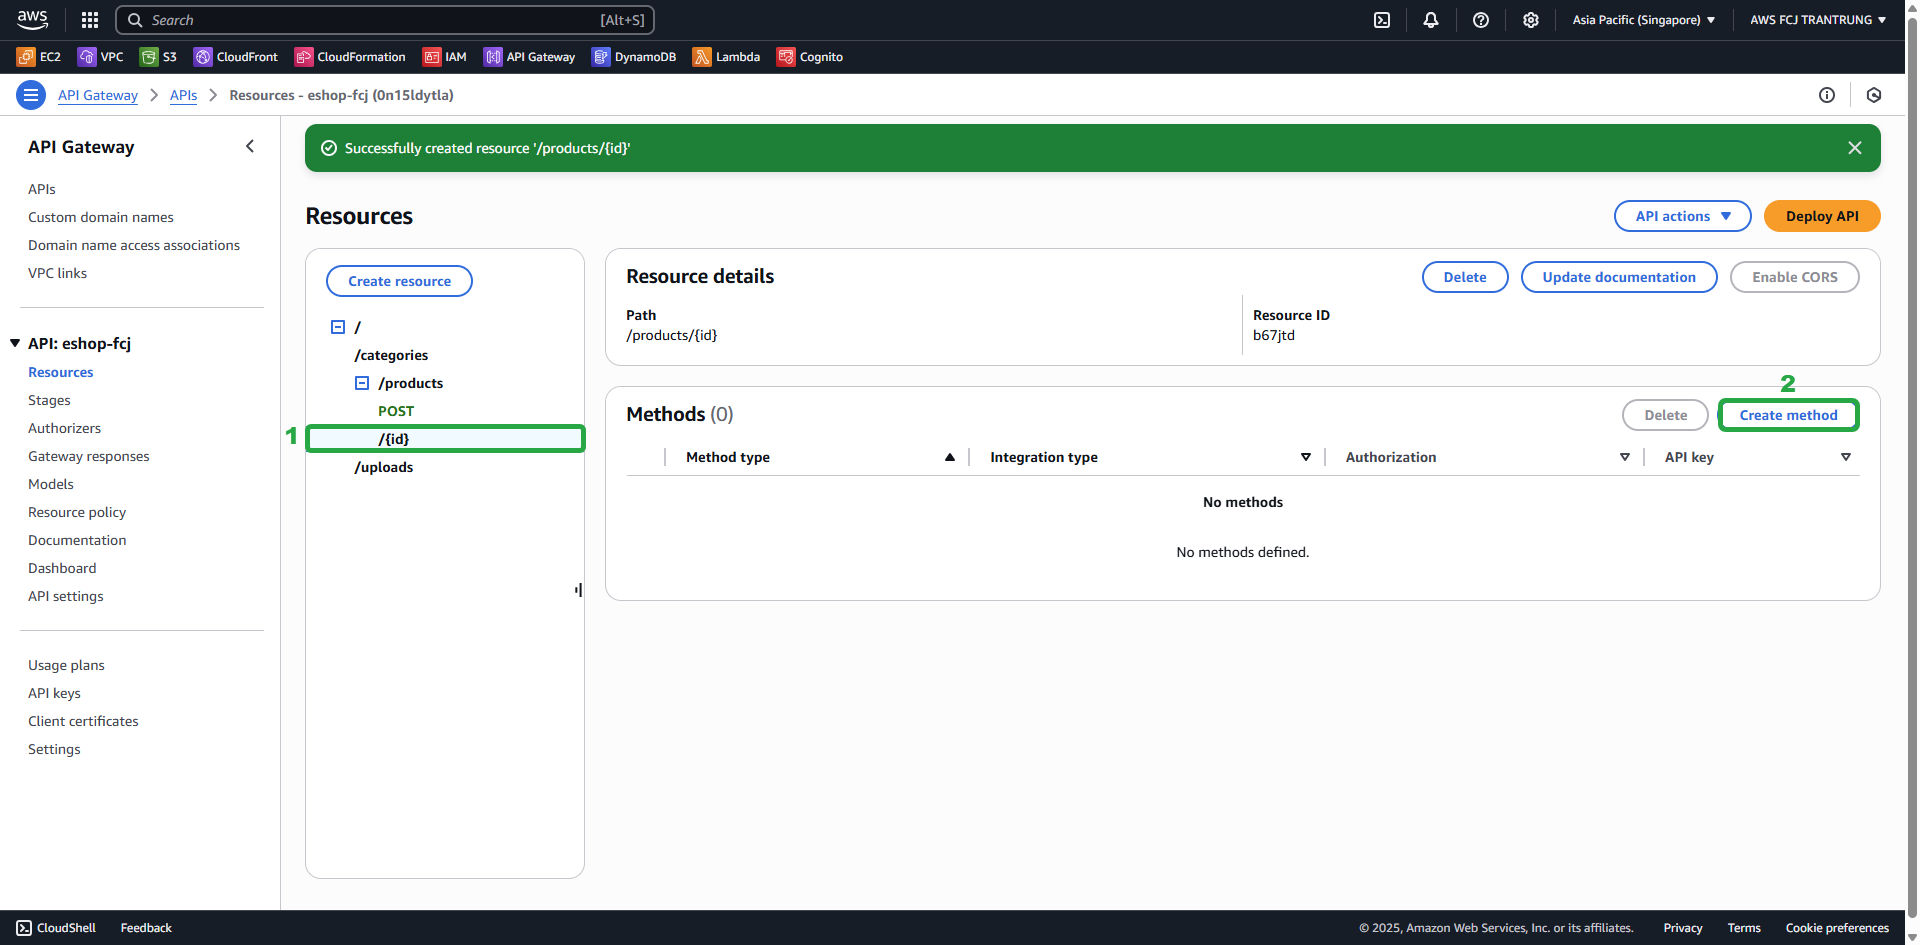 aws
Search [Alt+S]
Asia Pacific (Singapore) AWS FCJ TRANTRUNG
EC2 VPC S3 CloudFront CloudFormation IAM API Gateway DynamoDB Lambda Cognito
API Gateway APIs Resources - eshop-fcj (0n15ldytla)
API Gateway
APIs
Custom domain names
Domain name access associations
VPC links
API: eshop-fcj
Resources
Stages
Authorizers
Gateway responses
Models
Resource policy
Documentation
Dashboard
API settings
Usage plans
API keys
Client certificates
Settings
Successfully created resource '/products/{id}'
Resources
API actions Deploy API
Create resource
/
/categories
/products
POST
1 /{id}
/uploads
Resource details
Delete Update documentation Enable CORS
Path
/products/{id}
Resource ID
b67jtd
2
Methods (0)
Delete Create method
Method type Integration type Authorization API key
No methods
No methods defined.
CloudShell Feedback
© 2025, Amazon Web Services, Inc. or its affiliates. Privacy Terms Cookie preferences